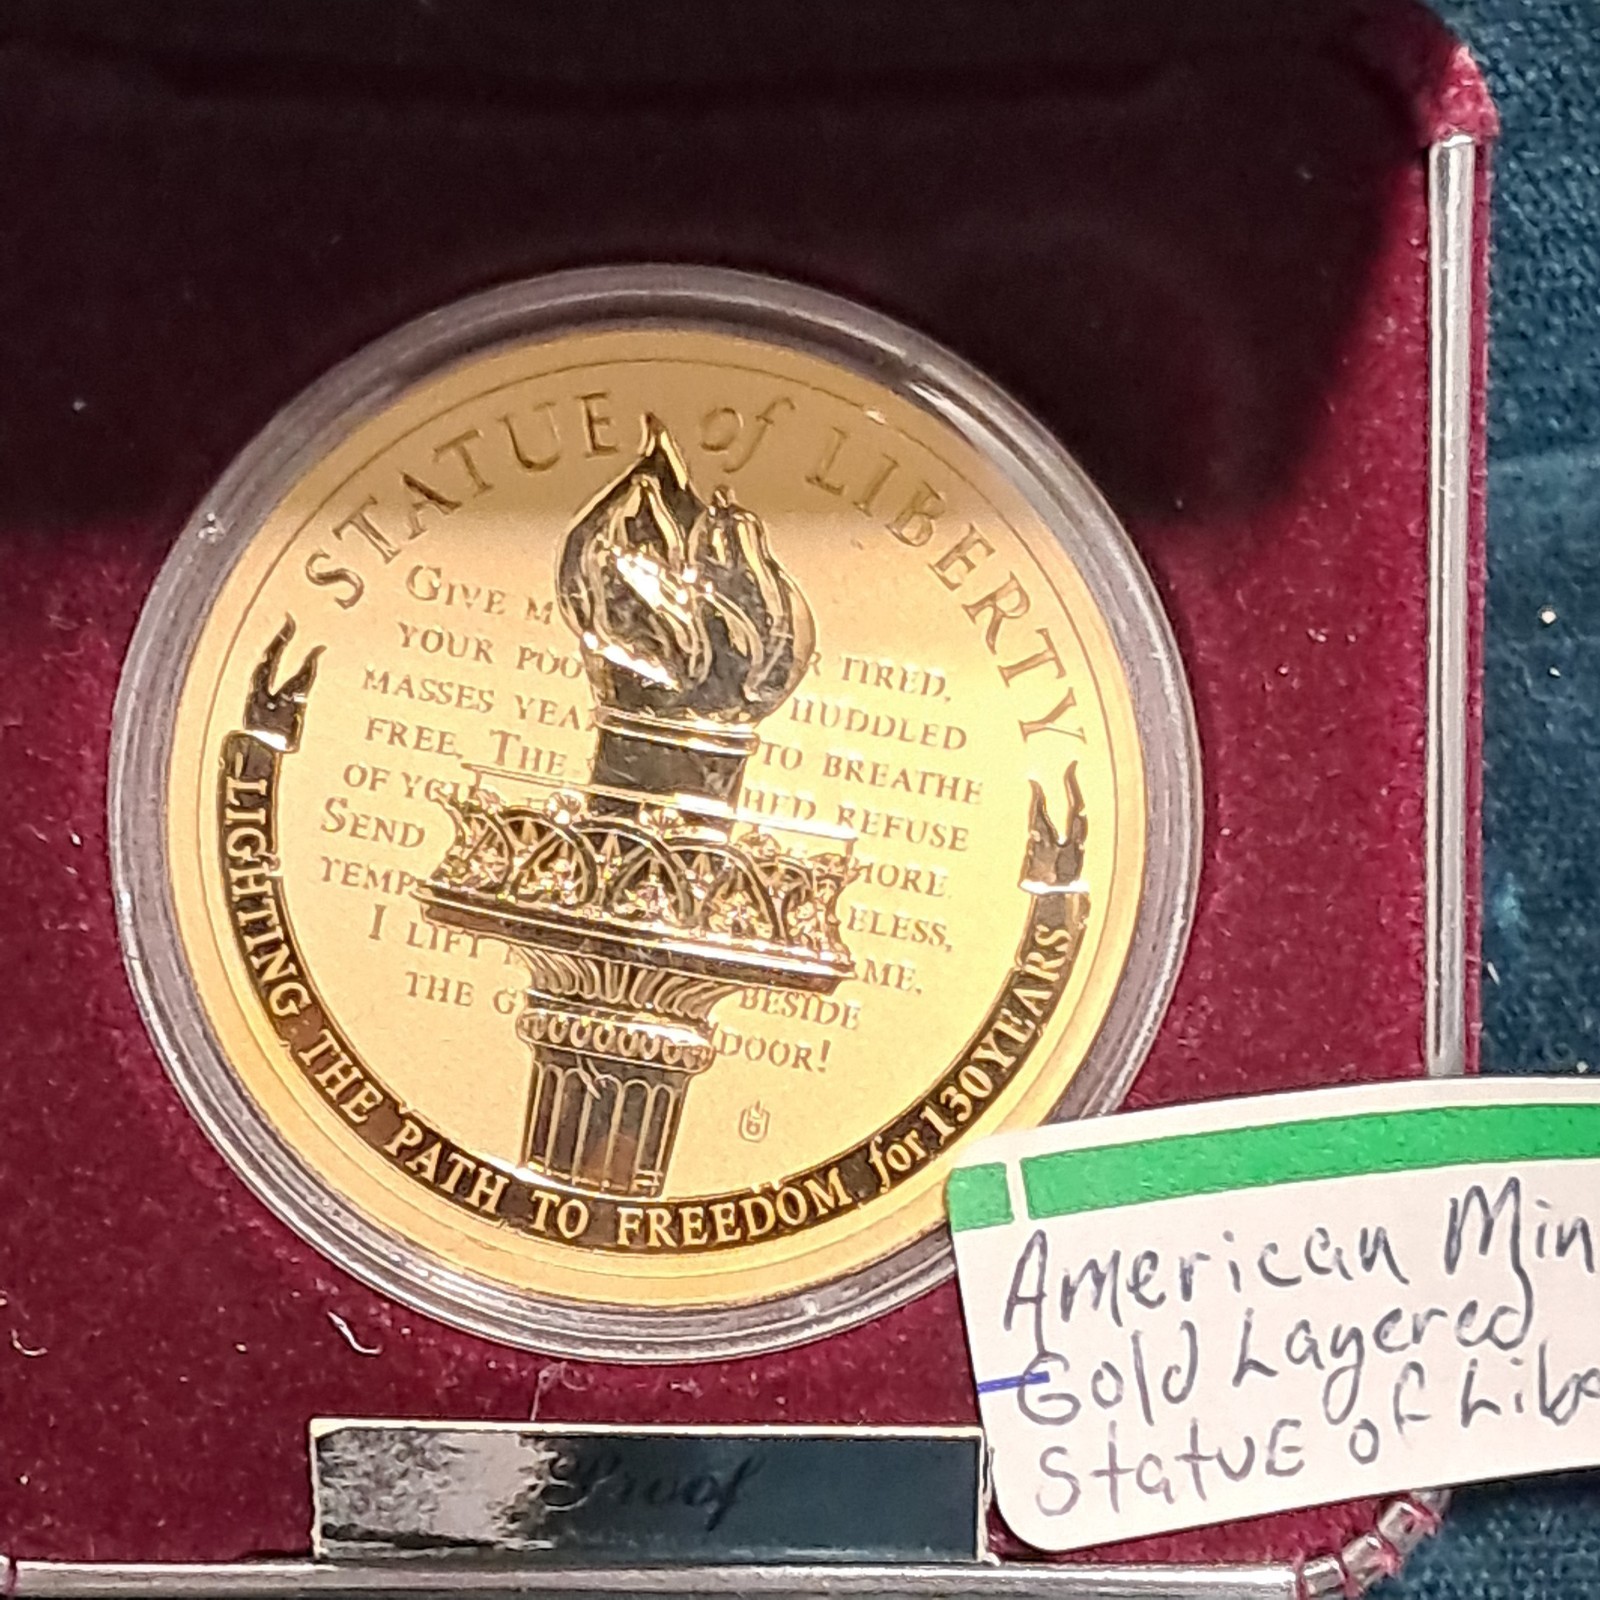 STATUE of LIBERTY
GIVE M R TIRED,
YOUR POO HUDDLED
MASSES YEA TO BREATHE
FREE. THE HED REFUSE
OF YOU HORE.
SEND ELESS,
TEMP ME.
I LIFT BESIDE
THE G DOOR!
LIGHTING THE PATH TO FREEDOM for 130 YEARS
American Min
Gold Layered
Statue of Libe
Proof